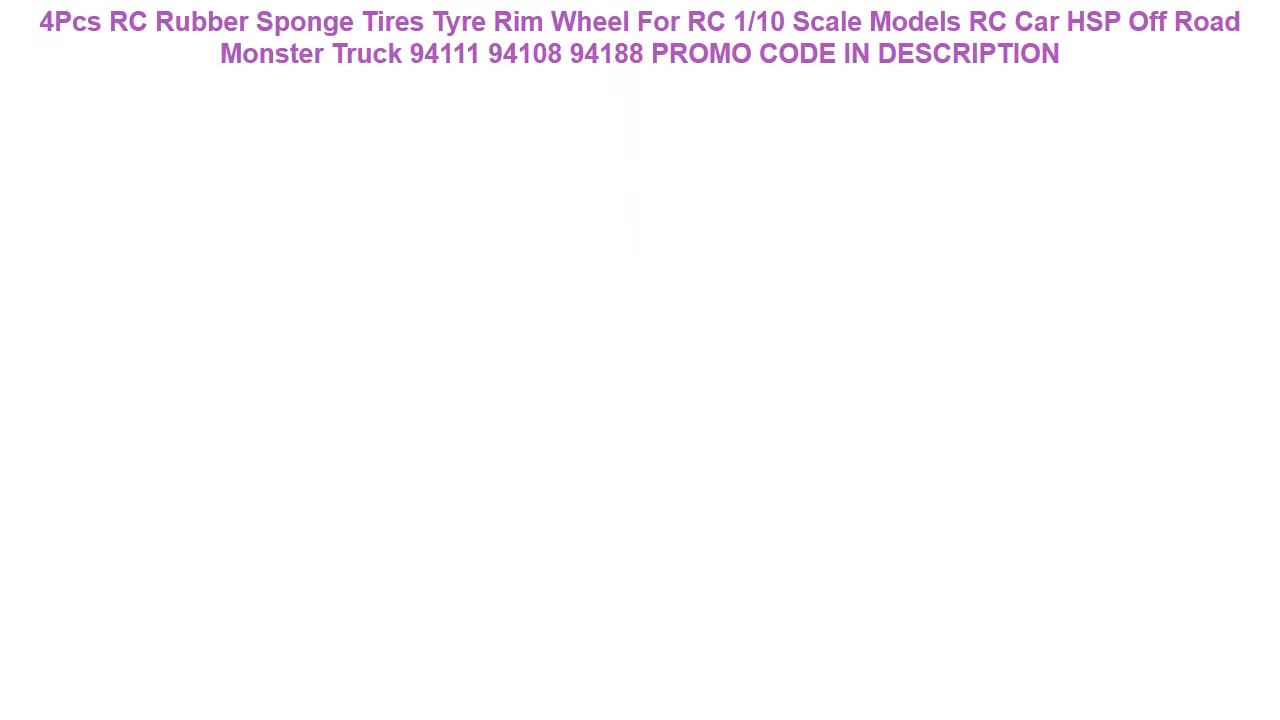 4Pcs RC Rubber Sponge Tires Tyre Rim Wheel For RC 1/10 Scale Models RC Car HSP Off Road
Monster Truck 94111 94108 94188 PROMO CODE IN DESCRIPTION